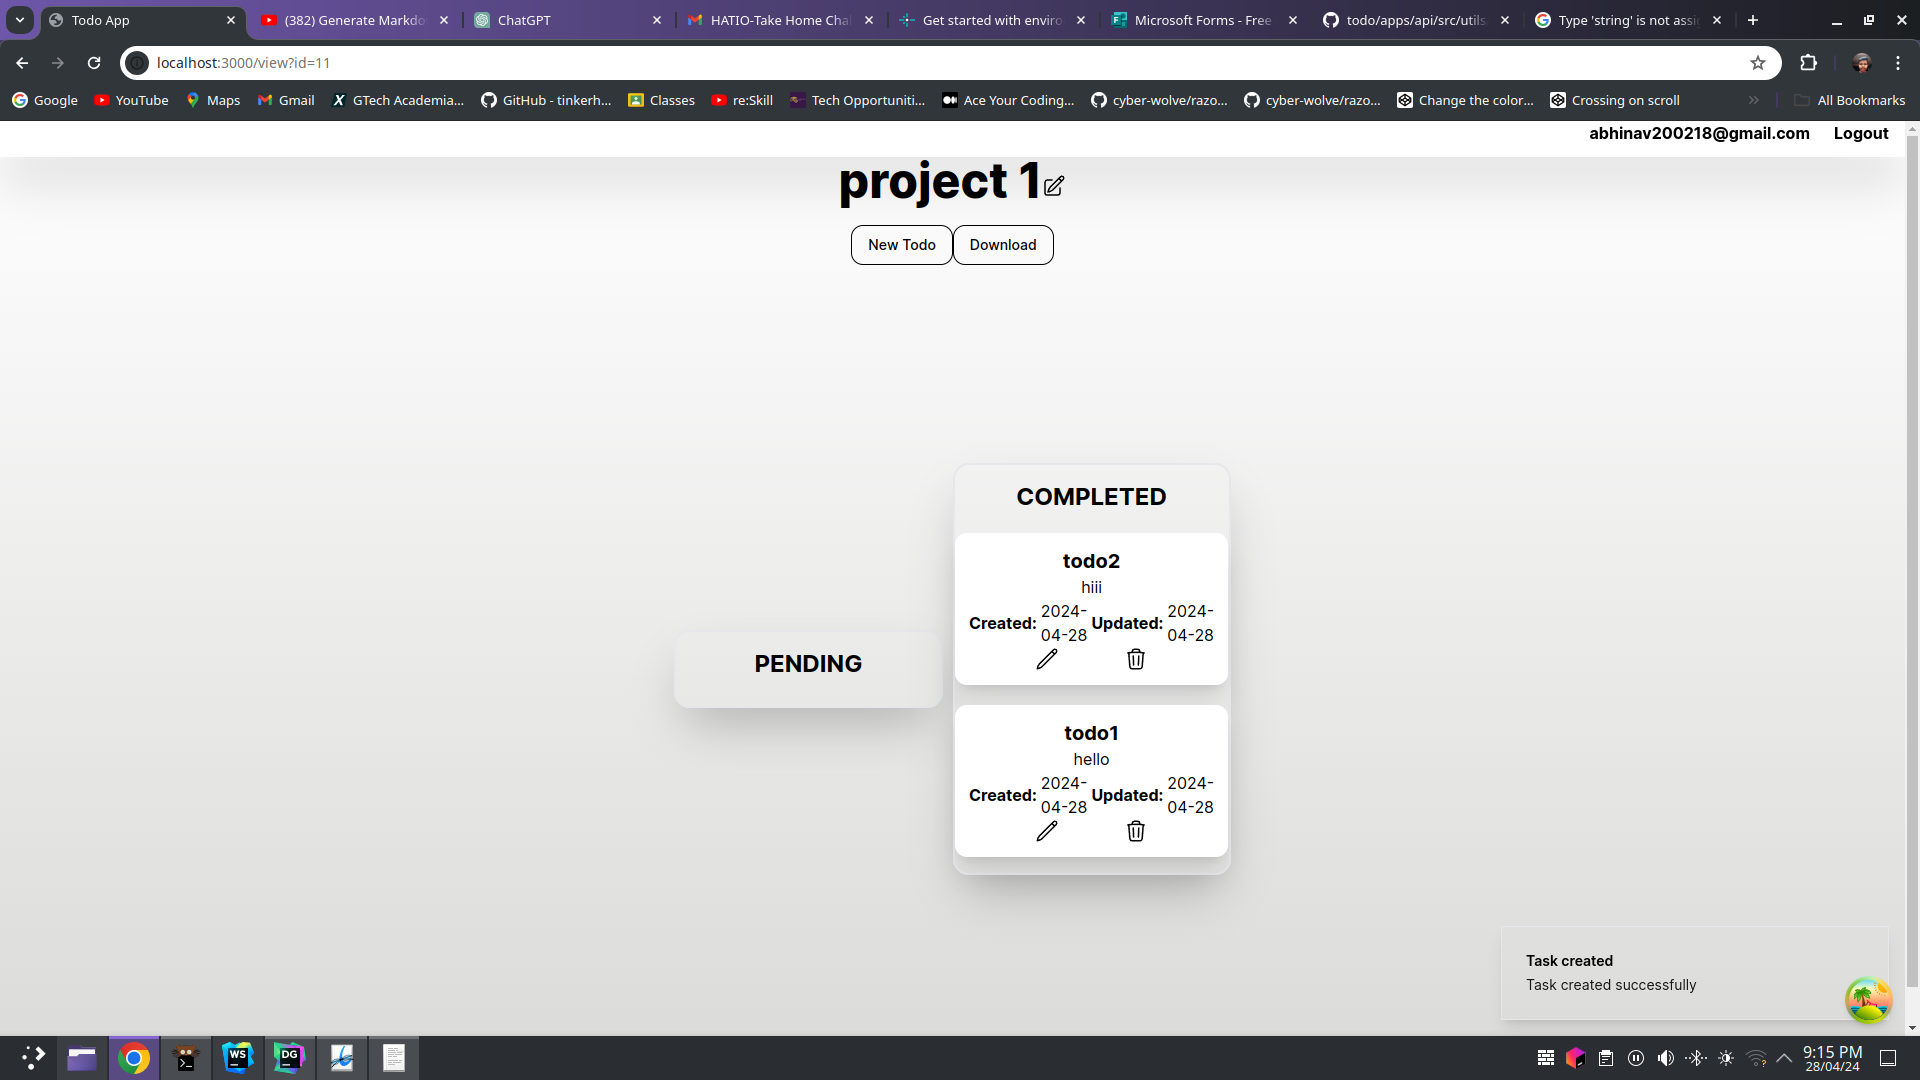 Todo App
(382) Generate Markdo
ChatGPT
HATIO-Take Home Cha
Get started with enviro
Microsoft Forms - Free
todo/apps/api/src/utils
Type 'string' is not assi
localhost:3000/view?id=11
Google
YouTube
Maps
Gmail
GTech Academia...
GitHub - tinkerh...
Classes
re:Skill
Tech Opportuniti...
Ace Your Coding...
cyber-wolve/razo...
cyber-wolve/razo...
Change the color...
Crossing on scroll
All Bookmarks
abhinav200218@gmail.com
Logout
project 1
New Todo
Download
COMPLETED
todo2
hiii
Created: 2024-04-28 Updated: 2024-04-28
PENDING
todo1
hello
Created: 2024-04-28 Updated: 2024-04-28
Task created
Task created successfully
WS
DG
9:15 PM
28/04/24